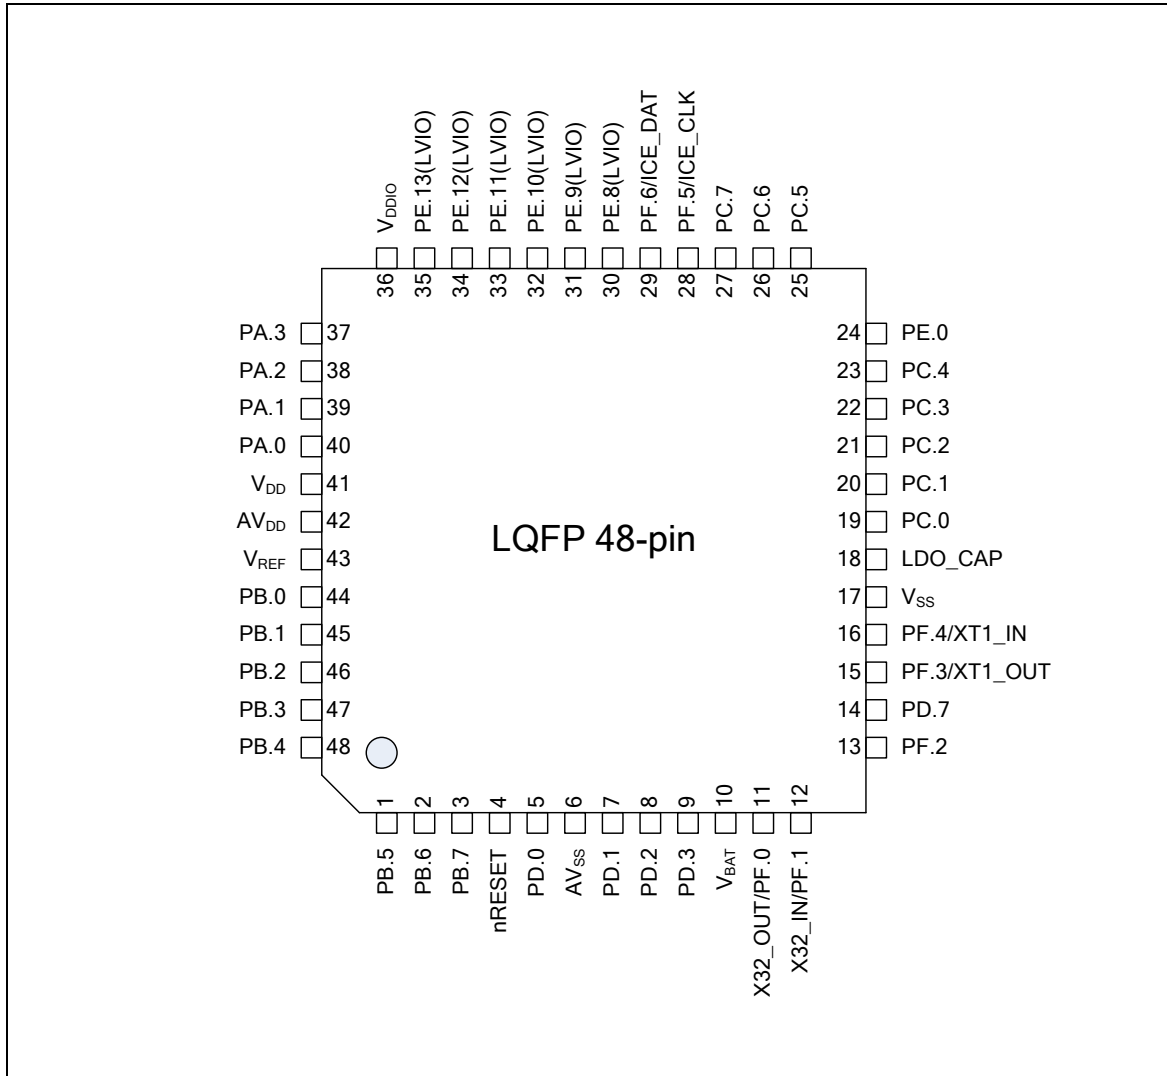 VDDIO
PE.13(LVIO)
PE.12(LVIO)
PE.11(LVIO)
PE.10(LVIO)
PE.9(LVIO)
PE.8(LVIO)
PF.6/ICE_DAT
PF.5/ICE_CLK
PC.7
PC.6
PC.5
36
35
34
33
32
31
30
29
28
27
26
25
PA.3 37
PA.2 38
PA.1 39
PA.0 40
VDD 41
AVDD 42
VREF 43
PB.0 44
PB.1 45
PB.2 46
PB.3 47
PB.4 48
LQFP 48-pin
24 PE.0
23 PC.4
22 PC.3
21 PC.2
20 PC.1
19 PC.0
18 LDO_CAP
17 VSS
16 PF.4/XT1_IN
15 PF.3/XT1_OUT
14 PD.7
13 PF.2
1
2
3
4
5
6
7
8
9
10
11
12
PB.5
PB.6
PB.7
nRESET
PD.0
AVSS
PD.1
PD.2
PD.3
VBAT
X32_OUT/PF.0
X32_IN/PF.1